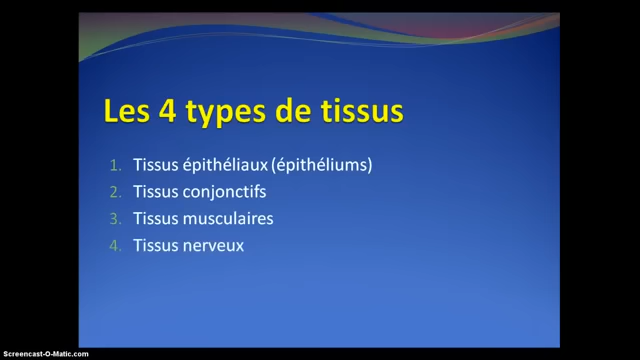 Les 4 types de tissus
1. Tissus épithéliaux (épithéliums)
2. Tissus conjonctifs
3. Tissus musculaires
4. Tissus nerveux
Screencast-O-Matic.com